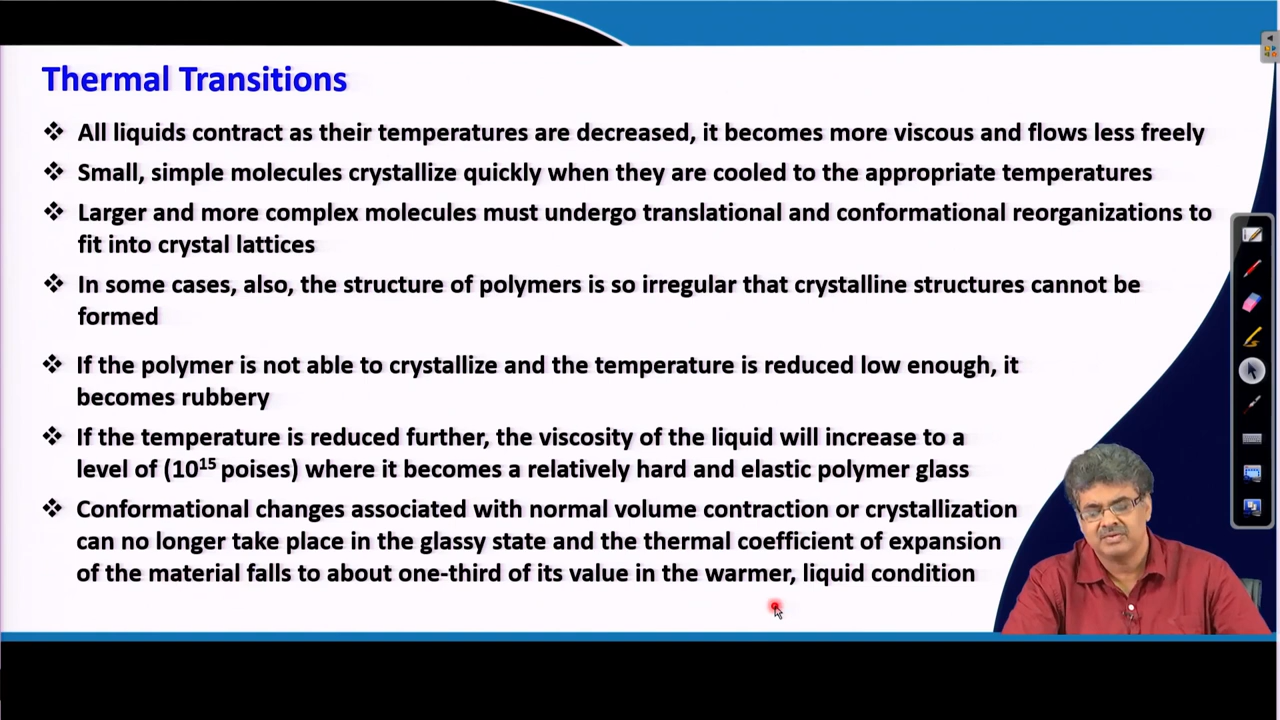 Thermal Transitions
❖ All liquids contract as their temperatures are decreased, it becomes more viscous and flows less freely
❖ Small, simple molecules crystallize quickly when they are cooled to the appropriate temperatures
❖ Larger and more complex molecules must undergo translational and conformational reorganizations to
fit into crystal lattices
❖ In some cases, also, the structure of polymers is so irregular that crystalline structures cannot be
formed
❖ If the polymer is not able to crystallize and the temperature is reduced low enough, it
becomes rubbery
❖ If the temperature is reduced further, the viscosity of the liquid will increase to a
level of (10¹⁵ poises) where it becomes a relatively hard and elastic polymer glass
❖ Conformational changes associated with normal volume contraction or crystallization
can no longer take place in the glassy state and the thermal coefficient of expansion
of the material falls to about one-third of its value in the warmer, liquid condition